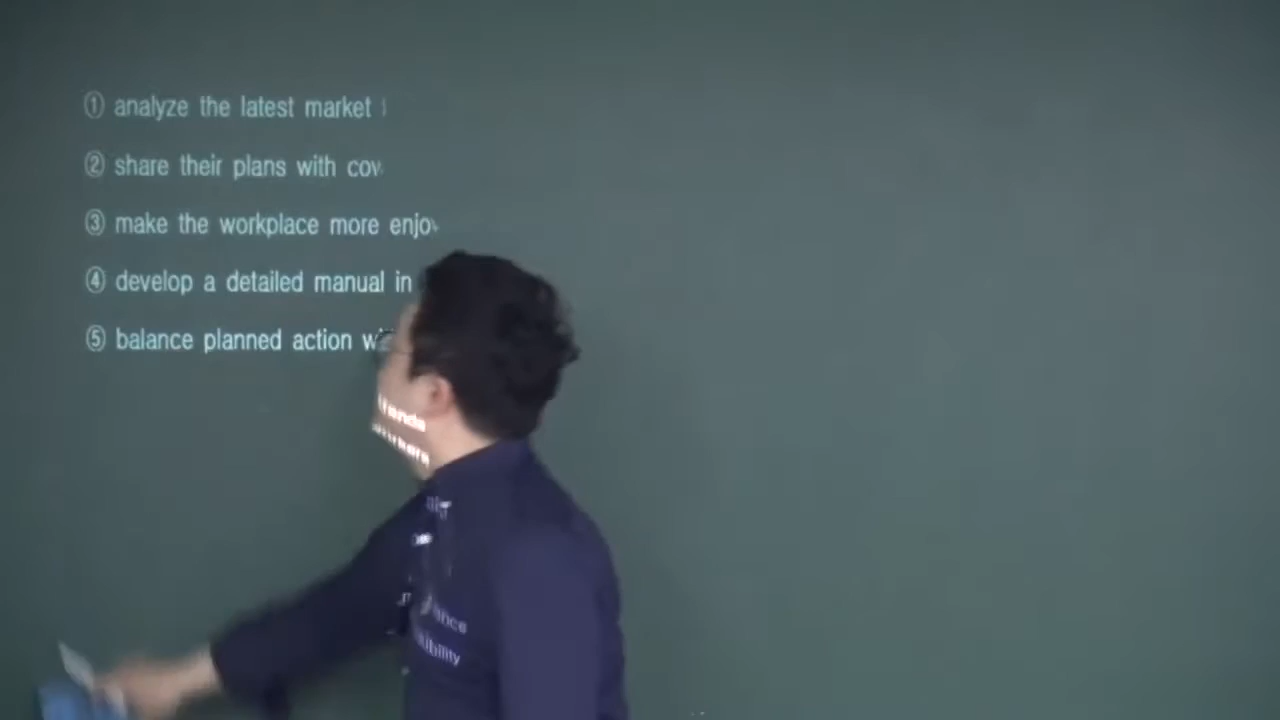 ① analyze the latest market
② share their plans with
③ make the workplace more
④ develop a detailed manual in
⑤ balance planned action